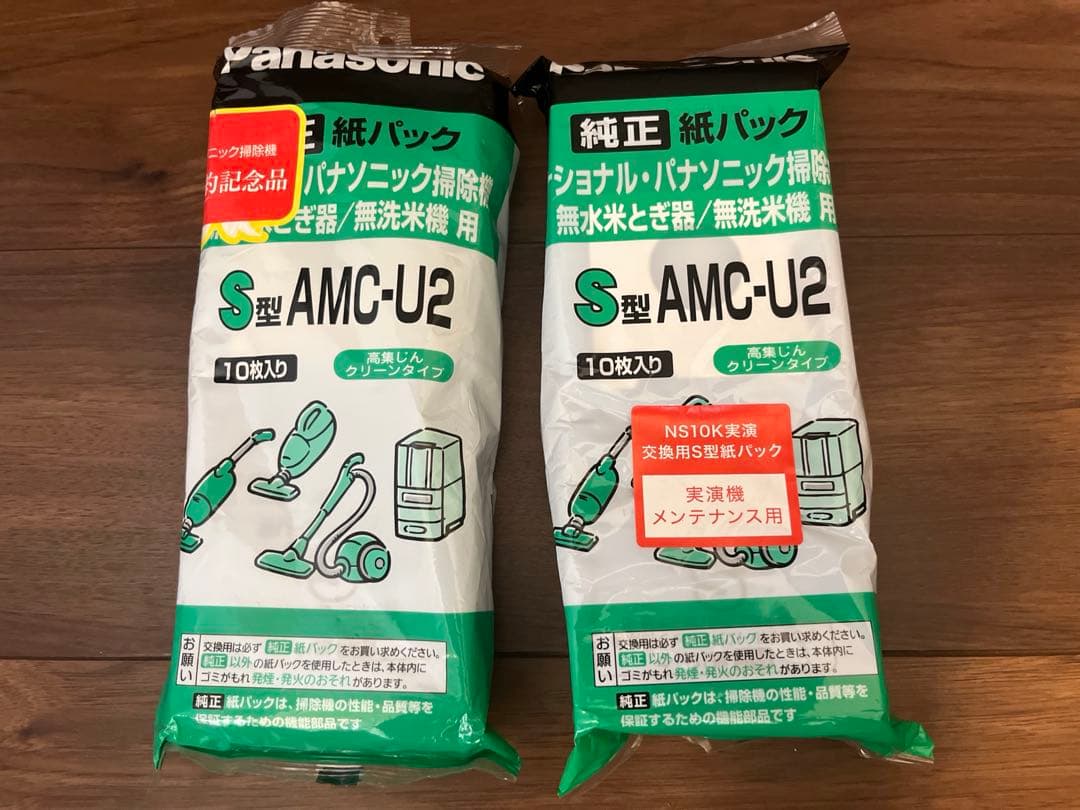 Panasonic
ニック掃除機
約記念品
正 紙パック
パナソニック掃除機
とぎ器/無洗米機 用
S型 AMC-U2
10枚入り
高集じん
クリーンタイプ
お願い
交換用は必ず 純正 紙パック をお買い求めください。
純正 以外 の紙パックを使用したときは、本体内に
ゴミがもれ発煙・発火のおそれがあります。
純正 紙パックは、掃除機の性能・品質等を
保証するための機能部品です
純正 紙パック
ショナル・パナソニック掃除
無水米とぎ器/無洗米機 用
S型 AMC-U2
10枚入り
高集じん
クリーンタイプ
NS10K実演
交換用S型紙パック
実演機
メンテナンス用
お願い
交換用は必ず 純正 紙パック をお買い求めください。
純正 以外 の紙パックを使用したときは、本体内に
ゴミがもれ発煙・発火のおそれがあります。
純正 紙パックは、掃除機の性能・品質等を
保証するための機能部品です